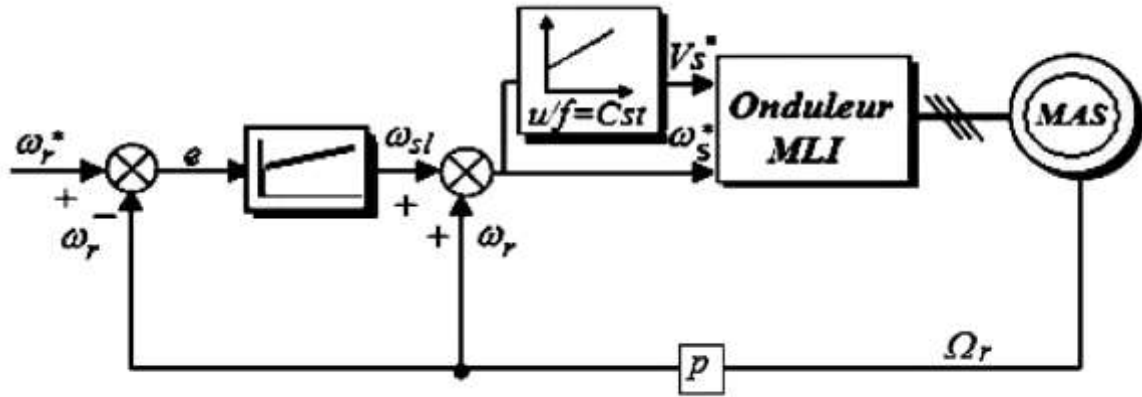 Vs*
u/f=Cst
Onduleur
MLI
MAS
ωr*
e
ωsl
ωs*
+
−
+
+
ωr
ωr
p
Ωr